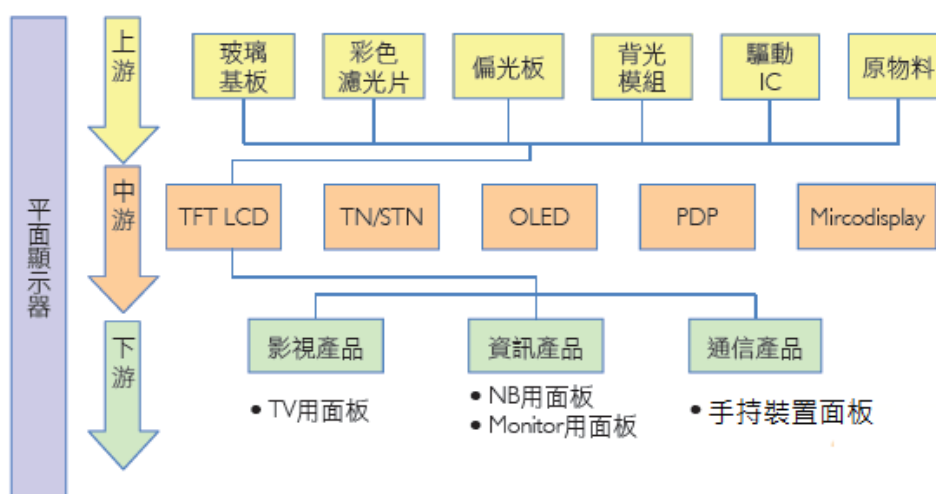 平面顯示器
上游
玻璃
基板
彩色
濾光片
偏光板
背光
模組
驅動
IC
原物料
中游
TFT LCD
TN/STN
OLED
PDP
Mircodisplay
下游
影視產品
資訊產品
通信產品
• TV用面板
• NB用面板
• Monitor用面板
• 手持裝置面板